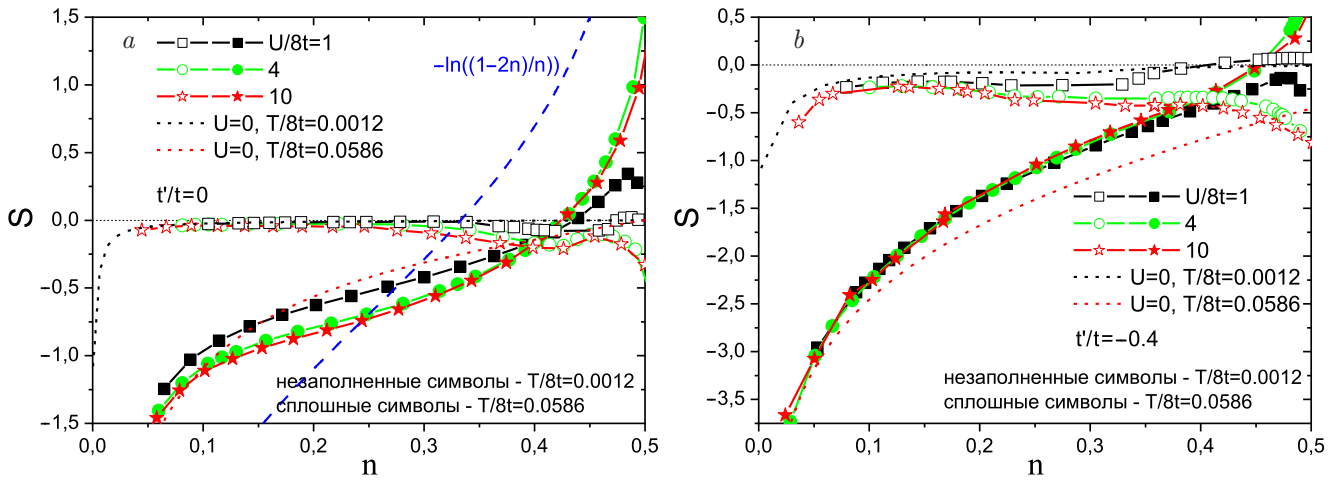 a
U/8t=1
4
10
U=0, T/8t=0.0012
U=0, T/8t=0.0586
−ln((1−2n)/n))
t'/t=0
незаполненные символы - T/8t=0.0012
сплошные символы - T/8t=0.0586
1,5
1,0
0,5
0,0
−0,5
−1,0
−1,5
S
0,0
0,1
0,2
0,3
0,4
0,5
n
b
U/8t=1
4
10
U=0, T/8t=0.0012
U=0, T/8t=0.0586
t'/t=−0.4
незаполненные символы - T/8t=0.0012
сплошные символы - T/8t=0.0586
0,5
0,0
−0,5
−1,0
−1,5
−2,0
−2,5
−3,0
−3,5
S
0,0
0,1
0,2
0,3
0,4
0,5
n